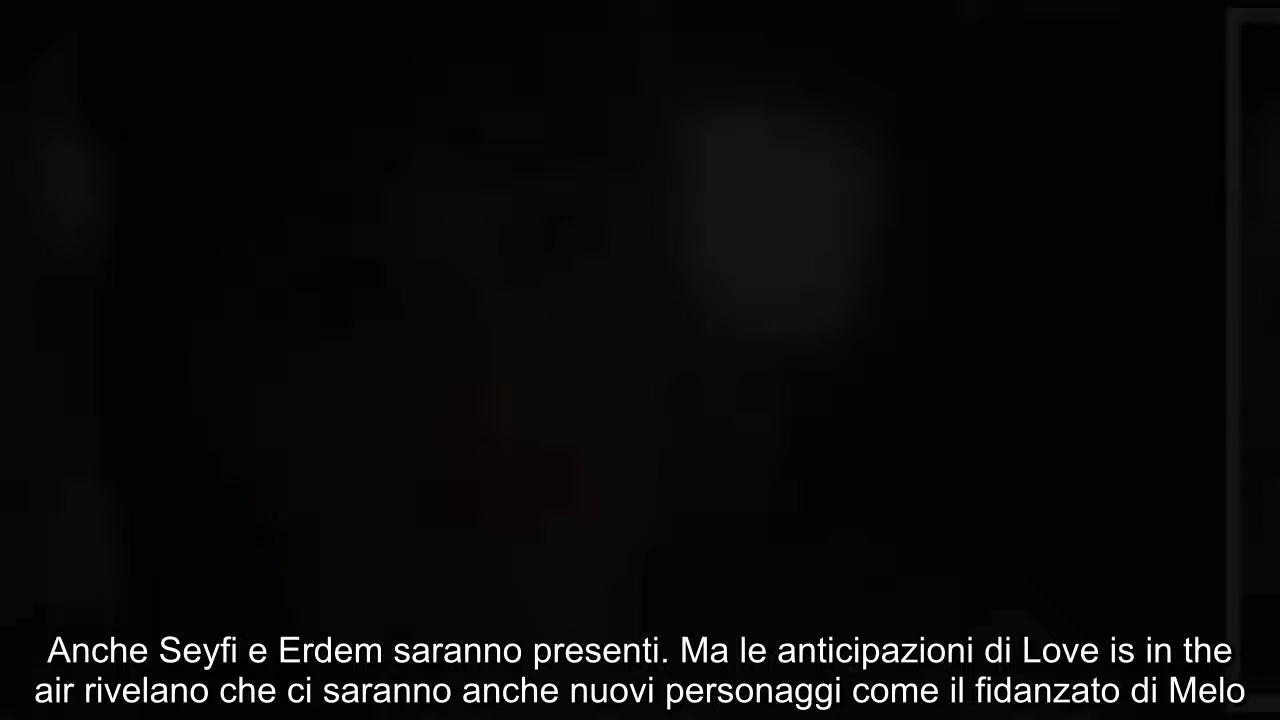 Anche Seyfi e Erdem saranno presenti. Ma le anticipazioni di Love is in the
air rivelano che ci saranno anche nuovi personaggi come il fidanzato di Melo